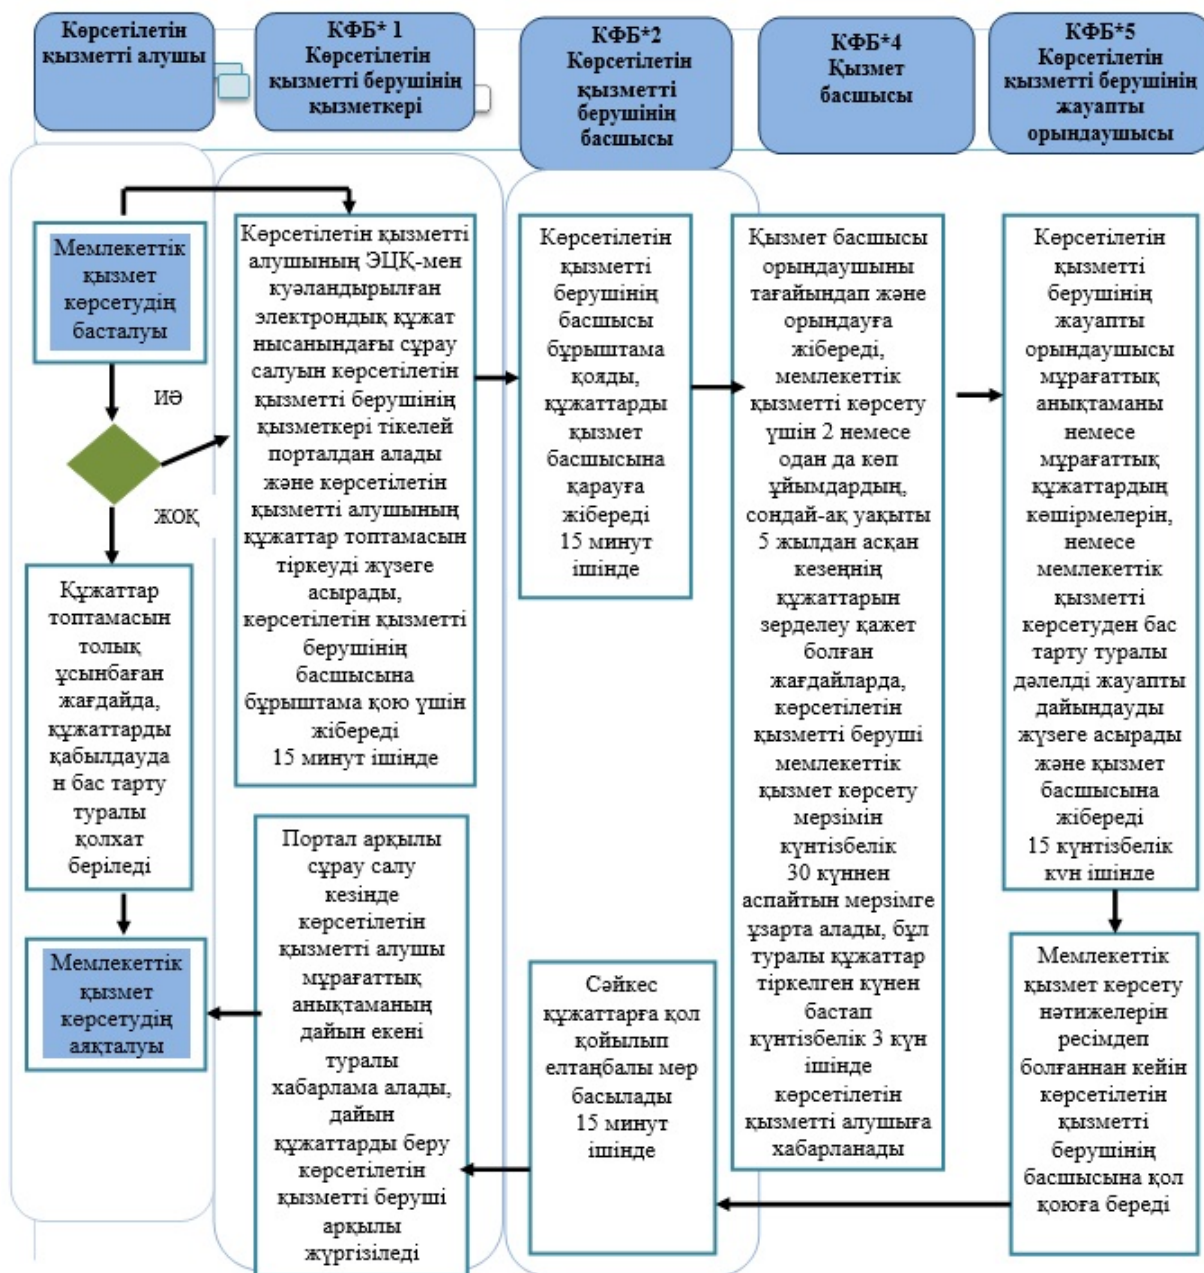 Көрсетілетін
қызметті алушы
КФБ* 1
Көрсетілетін
қызметті берушінің
қызметкері
КФБ*2
Көрсетілетін
қызметті
берушінің
басшысы
КФБ*4
Қызмет
басшысы
КФБ*5
Көрсетілетін
қызметті берушінің
жауапты
орындаушысы
Мемлекеттік
қызмет
көрсетудің
басталуы
ИӘ
ЖОҚ
Құжаттар
топтамасын
толық
ұсынбаған
жағдайда,
құжаттарды
қабылдауда
н бас тарту
туралы
қолхат
беріледі
Мемлекеттік
қызмет
көрсетудің
аяқталуы
Көрсетілетін қызметті
алушының ЭЦҚ-мен
куәландырылған
электрондық құжат
нысанындағы сұрау
салуын көрсетілетін
қызметті берушінің
қызметкері тікелей
порталдан алады
және көрсетілетін
қызметті алушының
құжаттар топтамасын
тіркеуді жүзеге
асырады,
көрсетілетін қызметті
берушінің
басшысына
бұрыштама қою үшін
жібереді
15 минут ішінде
Көрсетілетін
қызметті
берушінің
басшысы
бұрыштама
қояды,
құжаттарды
қызмет
басшысына
қарауға
жібереді
15 минут
ішінде
Қызмет басшысы
орындаушыны
тағайындап және
орындауға
жібереді,
мемлекеттік
қызметті көрсету
үшін 2 немесе
одан да көп
ұйымдардың,
сондай-ақ уақыты
5 жылдан асқан
кезеңнің
құжаттарын
зерделеу қажет
болған
жағдайларда,
көрсетілетін
қызметті беруші
мемлекеттік
қызмет көрсету
мерзімін
күнтізбелік
30 күннен
аспайтын мерзімге
ұзарта алады, бұл
туралы құжаттар
тіркелген күнен
бастап
күнтізбелік 3 күн
ішінде
көрсетілетін
қызметті алушыға
хабарланады
Көрсетілетін
қызметті
берушінің
жауапты
орындаушысы
мұрағаттық
анықтаманы
немесе
мұрағаттық
құжаттардың
көшірмелерін,
немесе
мемлекеттік
қызметті
көрсетуден бас
тарту туралы
дәлелді жауапты
дайындауды
жүзеге асырады
және қызмет
басшысына
жібереді
15 күнтізбелік
күн ішінде
Мемлекеттік
қызмет көрсету
нәтижелерін
ресімдеп
болғаннан кейін
көрсетілетін
қызметті
берушінің
басшысына қол
қоюға береді
Сәйкес
құжаттарға қол
қойылып
елтаңбалы мөр
басылады
15 минут
ішінде
Портал арқылы
сұрау салу
кезінде
көрсетілетін
қызметті алушы
мұрағаттық
анықтаманың
дайын екені
туралы
хабарлама алады,
дайын
құжаттарды беру
көрсетілетін
қызметті беруші
арқылы
жүргізіледі